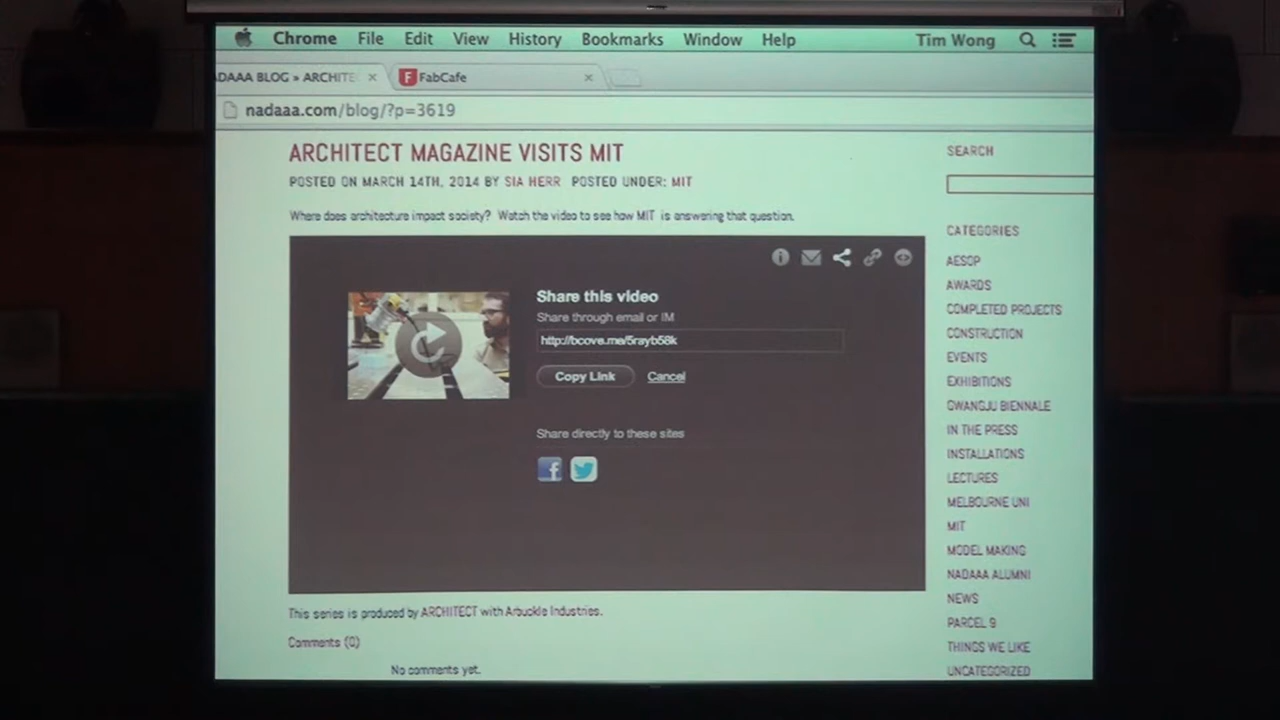 Chrome File Edit View History Bookmarks Window Help Tim Wong
DAAA BLOG » ARCHITE FabCafe
nadaaa.com/blog/?p=3619
ARCHITECT MAGAZINE VISITS MIT
POSTED ON MARCH 14TH, 2014 BY SIA HERR POSTED UNDER: MIT
Where does architecture impact society? Watch the video to see how MIT is answering that question.
Share this video
Share through email or IM
http://bcove.me/5rayb58k
Copy Link Cancel
Share directly to these sites
This series is produced by ARCHITECT with Arbuckle Industries.
Comments (0)
No comments yet.
SEARCH
CATEGORIES
AESOP
AWARDS
COMPLETED PROJECTS
CONSTRUCTION
EVENTS
EXHIBITIONS
GWANGJU BIENNALE
IN THE PRESS
INSTALLATIONS
LECTURES
MELBOURNE UNI
MIT
MODEL MAKING
NADAAA ALUMNI
NEWS
PARCEL 9
THINGS WE LIKE
UNCATEGORIZED